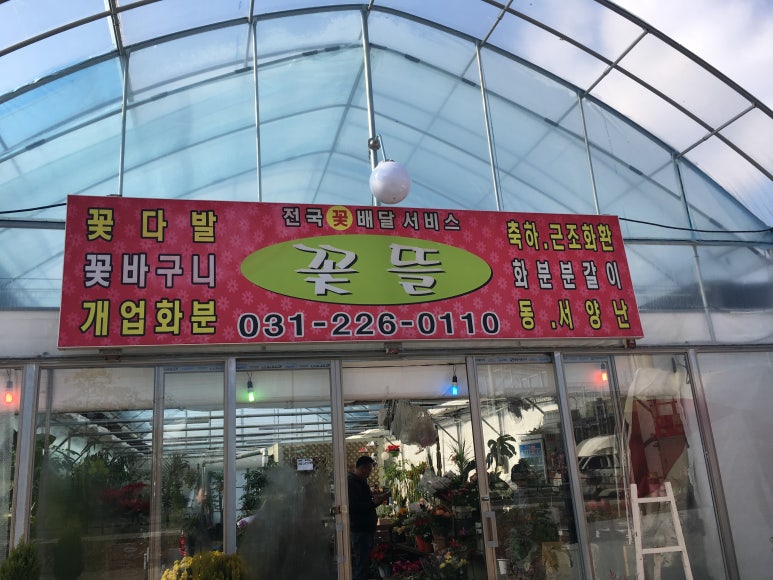 꽃다발
꽃바구니
개업화분
전국꽃배달서비스
꽃뜰
031-226-0110
축하.근조화환
화분분갈이
동.서양난